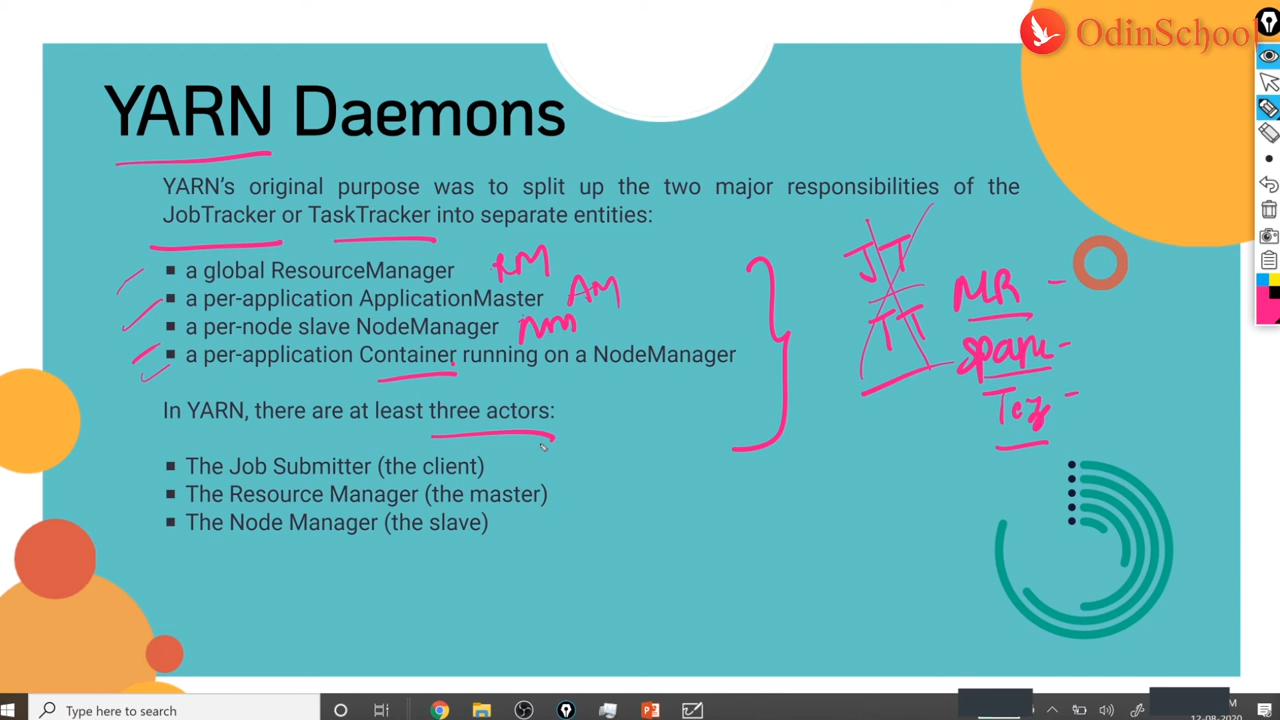 OdinSchool
YARN Daemons
YARN's original purpose was to split up the two major responsibilities of the
JobTracker or TaskTracker into separate entities:
▪ a global ResourceManager RM
▪ a per-application ApplicationMaster AM
▪ a per-node slave NodeManager NM
▪ a per-application Container running on a NodeManager
JT
TT
MR -
Spark -
Tez -
In YARN, there are at least three actors:
▪ The Job Submitter (the client)
▪ The Resource Manager (the master)
▪ The Node Manager (the slave)
Type here to search
12-08-2020